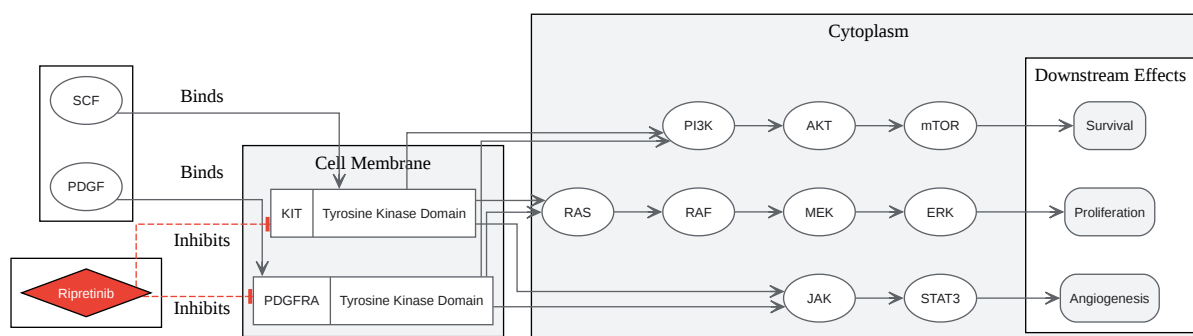 Cytoplasm
Downstream Effects
SCF
Binds
PI3K
AKT
mTOR
Survival
Cell Membrane
PDGF
Binds
KIT
Tyrosine Kinase Domain
RAS
RAF
MEK
ERK
Proliferation
Inhibits
Ripretinib
Inhibits
PDGFRA
Tyrosine Kinase Domain
JAK
STAT3
Angiogenesis